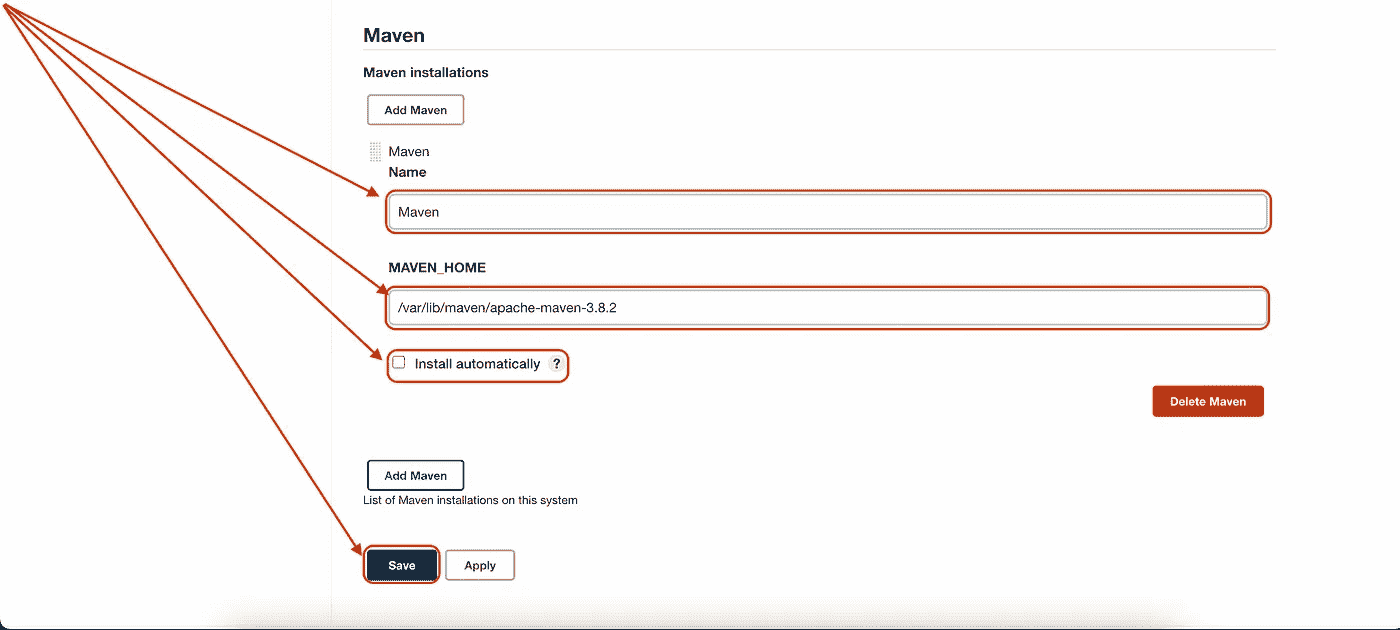 Maven
Maven installations
Add Maven
Maven
Name
Maven
MAVEN_HOME
/var/lib/maven/apache-maven-3.8.2
Install automatically ?
Delete Maven
Add Maven
List of Maven installations on this system
Save Apply